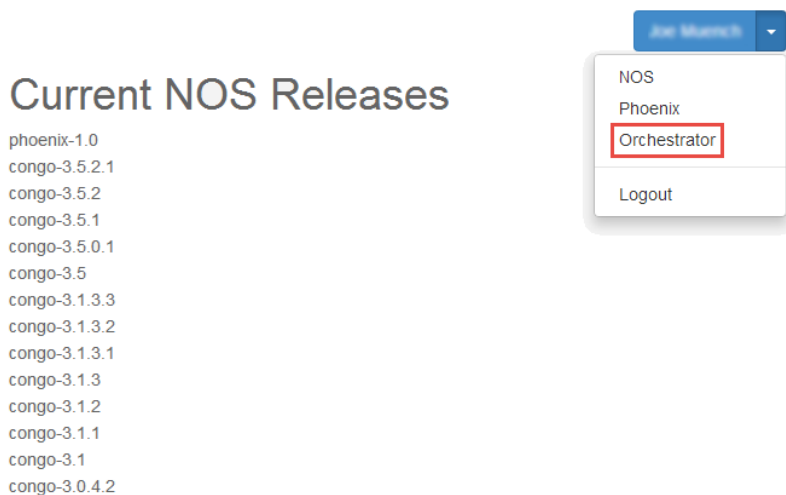 Current NOS Releases
phoenix-1.0
congo-3.5.2.1
congo-3.5.2
congo-3.5.1
congo-3.5.0.1
congo-3.5
congo-3.1.3.3
congo-3.1.3.2
congo-3.1.3.1
congo-3.1.3
congo-3.1.2
congo-3.1.1
congo-3.1
congo-3.0.4.2
NOS
Phoenix
Orchestrator
Logout